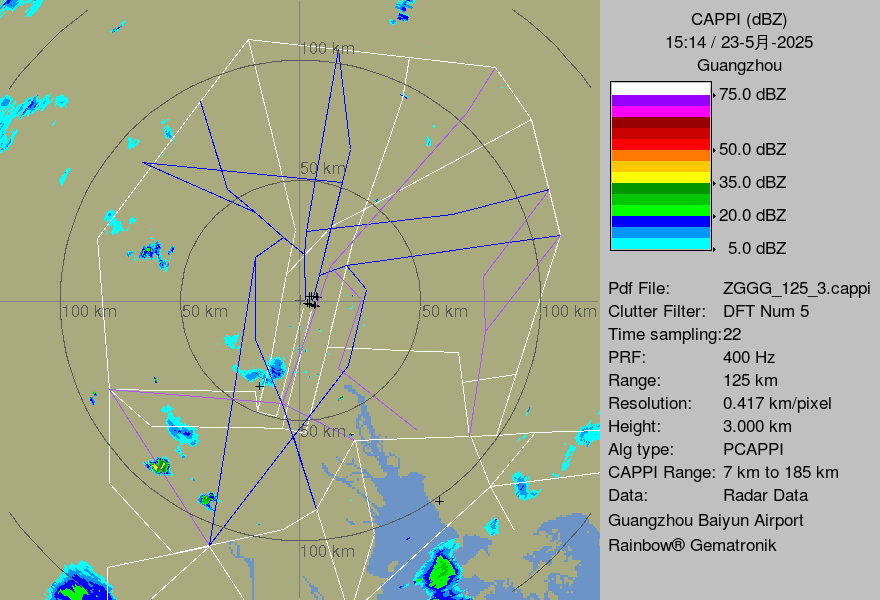 CAPPI (dBZ)
15:14 / 23-5月-2025
Guangzhou
75.0 dBZ
50.0 dBZ
35.0 dBZ
20.0 dBZ
5.0 dBZ
Pdf File: ZGGG_125_3.cappi
Clutter Filter: DFT Num 5
Time sampling:22
PRF: 400 Hz
Range: 125 km
Resolution: 0.417 km/pixel
Height: 3.000 km
Alg type: PCAPPI
CAPPI Range: 7 km to 185 km
Data: Radar Data
Guangzhou Baiyun Airport
Rainbow® Gematronik
100 km
50 km
100 km
50 km
50 km
100 km
50 km
100 km